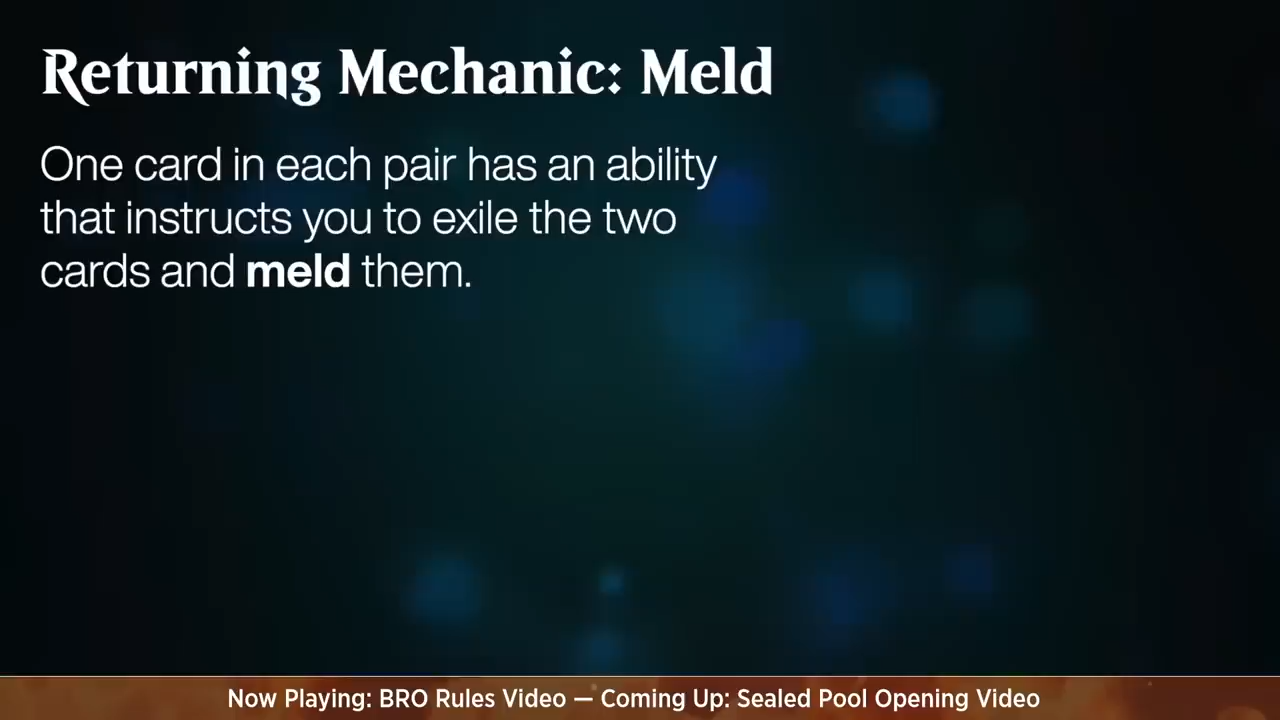 Returning Mechanic: Meld
One card in each pair has an ability
that instructs you to exile the two
cards and meld them.
Now Playing: BRO Rules Video — Coming Up: Sealed Pool Opening Video